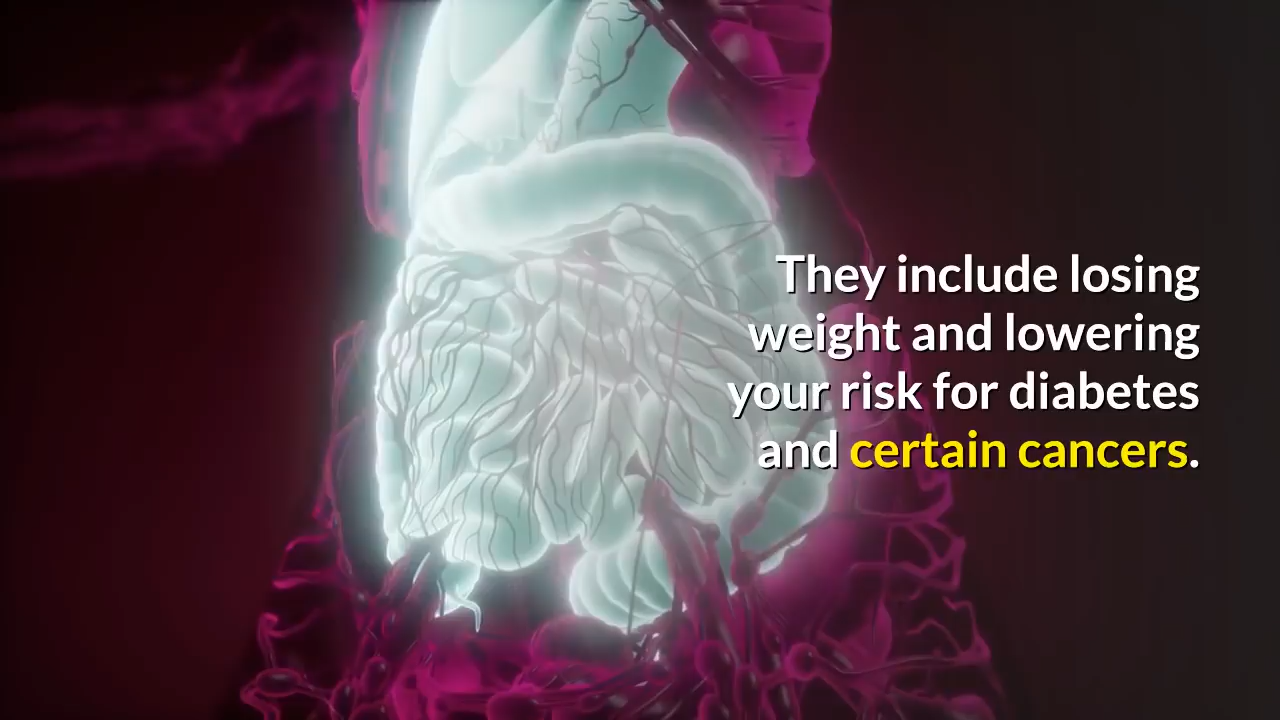 They include losing
weight and lowering
your risk for diabetes
and certain cancers.